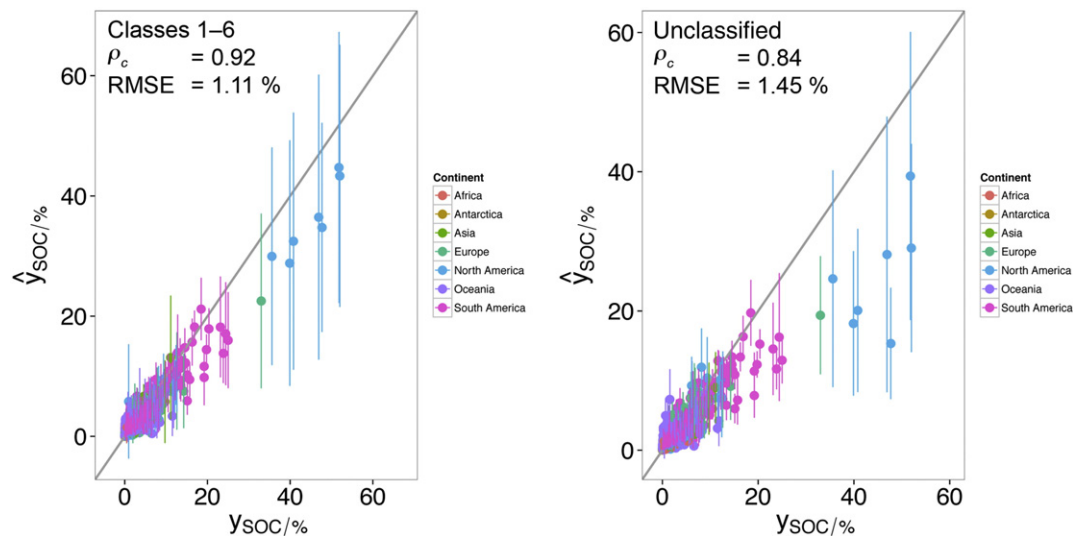 Classes 1–6
ρc = 0.92
RMSE = 1.11 %
60
40
20
0
ŷSOC/%
0 20 40 60
ySOC/%
Continent
Africa
Antarctica
Asia
Europe
North America
Oceania
South America
Unclassified
ρc = 0.84
RMSE = 1.45 %
60
40
20
0
ŷSOC/%
0 20 40 60
ySOC/%
Continent
Africa
Antarctica
Asia
Europe
North America
Oceania
South America